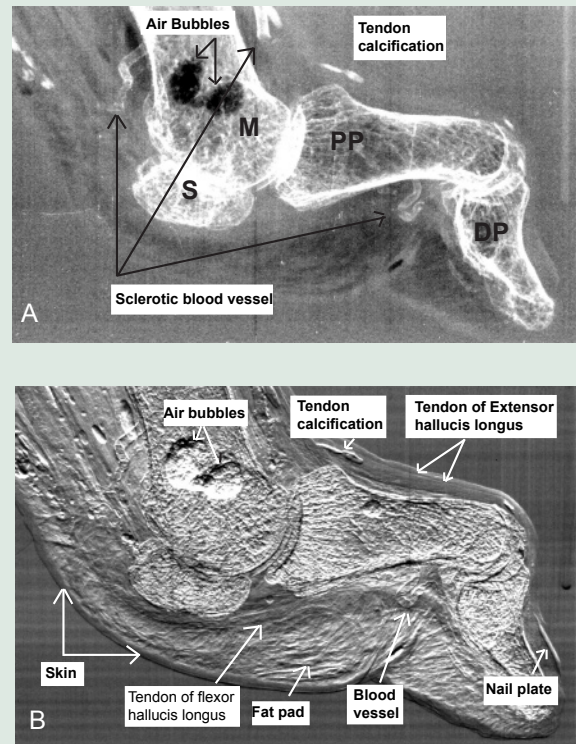 Air Bubbles
Tendon
calcification
M
PP
S
DP
Sclerotic blood vessel
A
Air bubbles
Tendon
calcification
Tendon of Extensor
hallucis longus
Skin
Tendon of flexor
hallucis longus
Fat pad
Blood
vessel
Nail plate
B